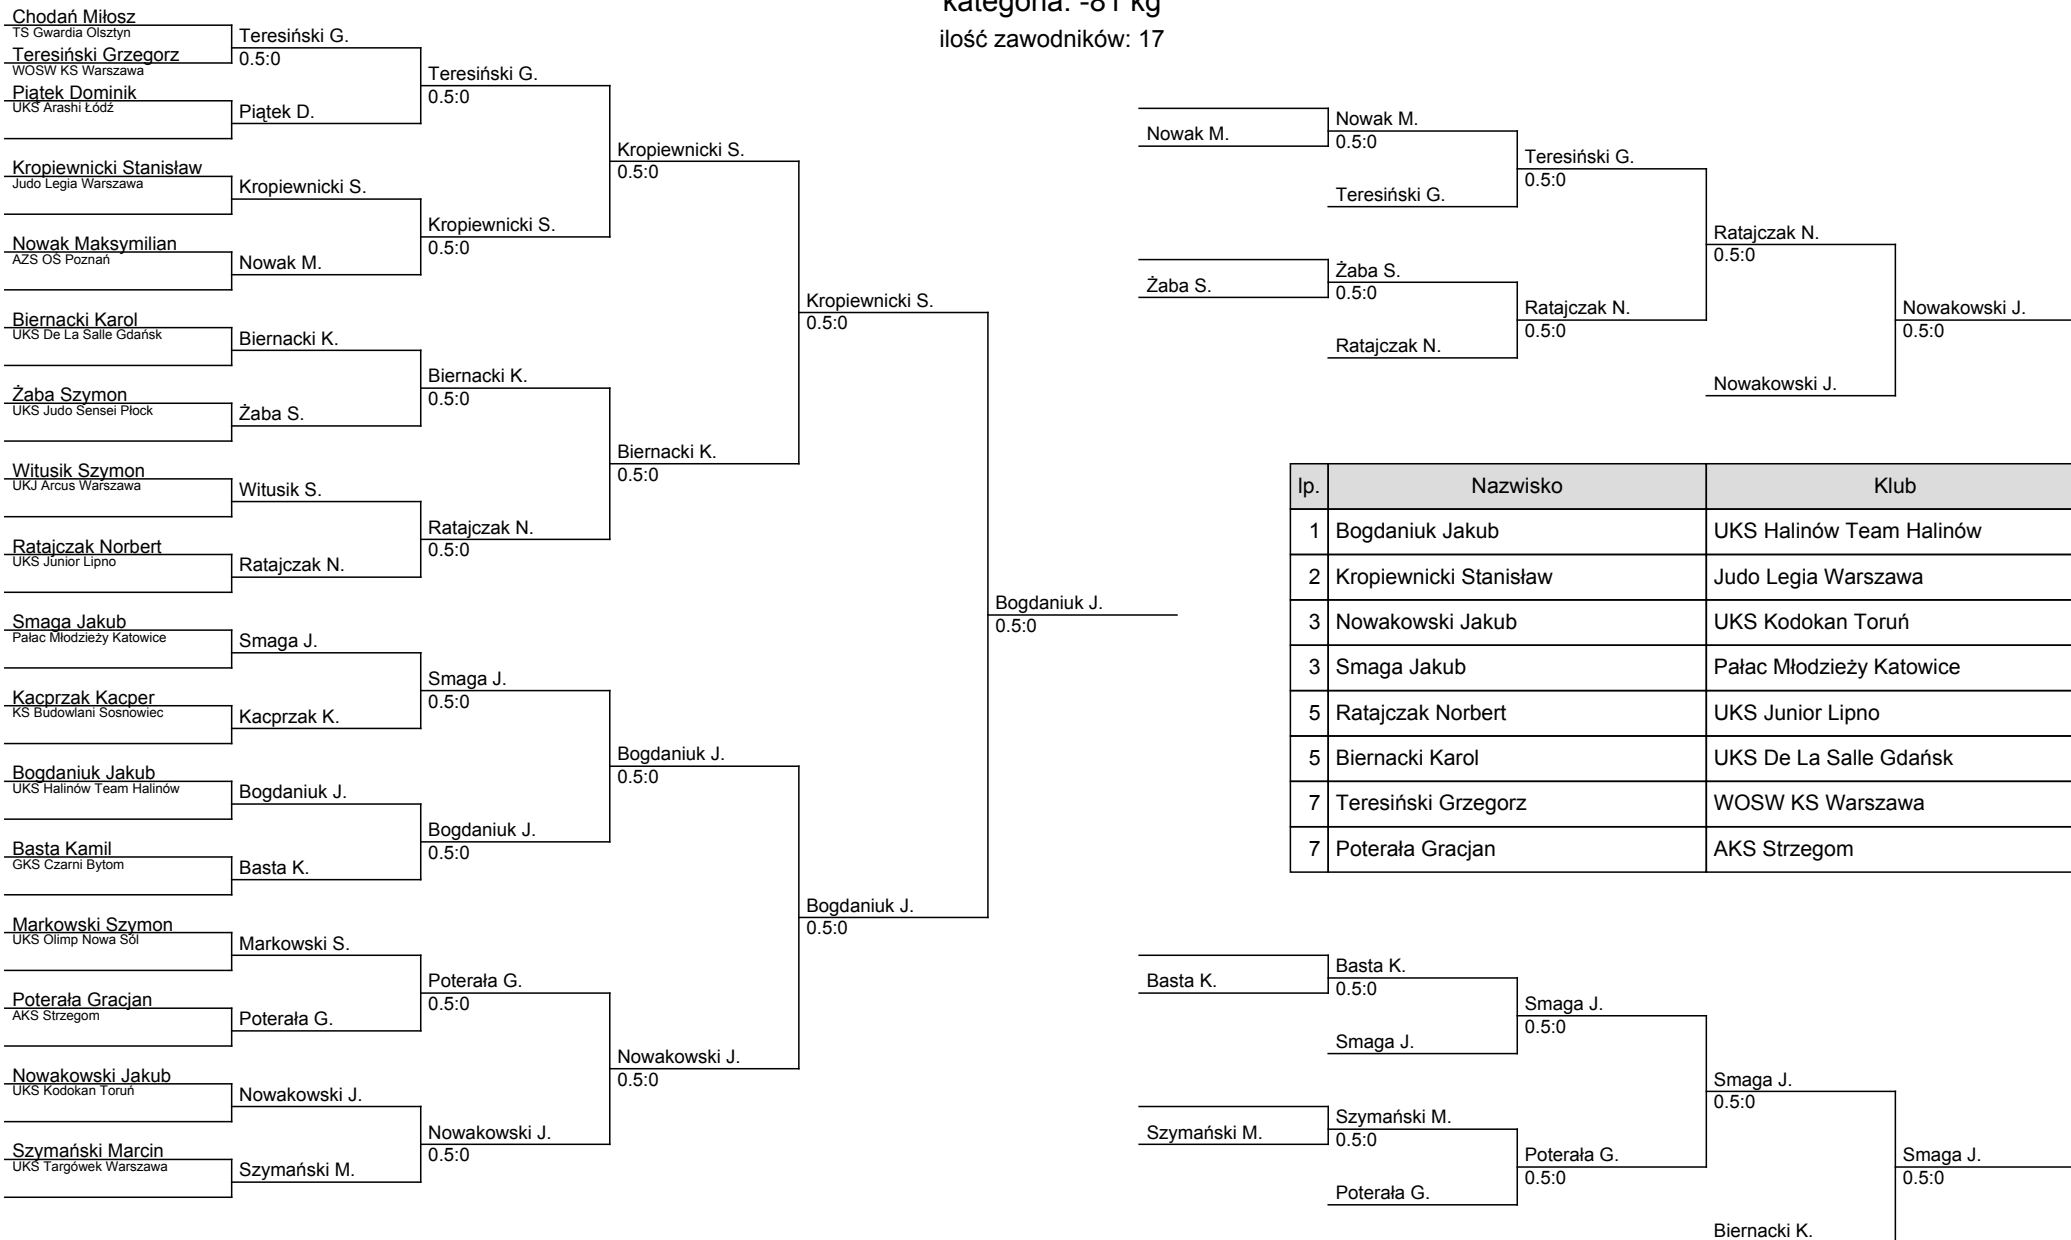 kategoria: -81 kg
ilość zawodników: 17
Chodań Miłosz
TS Gwardia Olsztyn
Teresiński Grzegorz
WOSW KS Warszawa
Piątek Dominik
UKS Arashi Łódź
Kropiewnicki Stanisław
Judo Legia Warszawa
Nowak Maksymilian
AZS OŚ Poznań
Biernacki Karol
UKS De La Salle Gdańsk
Żaba Szymon
UKS Judo Sensei Płock
Witusik Szymon
UKJ Arcus Warszawa
Ratajczak Norbert
UKS Junior Lipno
Smaga Jakub
Pałac Młodzieży Katowice
Kacprzak Kacper
KS Budowlani Sosnowiec
Bogdaniuk Jakub
UKS Halinów Team Halinów
Basta Kamil
GKS Czarni Bytom
Markowski Szymon
UKS Olimp Nowa Sól
Poterała Gracjan
AKS Strzegom
Nowakowski Jakub
UKS Kodokan Toruń
Szymański Marcin
UKS Targówek Warszawa
Teresiński G.
0.5:0
Piątek D.
Kropiewnicki S.
Nowak M.
Biernacki K.
Żaba S.
Witusik S.
Ratajczak N.
Smaga J.
Kacprzak K.
Bogdaniuk J.
Basta K.
Markowski S.
Poterała G.
Nowakowski J.
Szymański M.
Teresiński G.
0.5:0
Kropiewnicki S.
0.5:0
Biernacki K.
0.5:0
Ratajczak N.
0.5:0
Smaga J.
0.5:0
Bogdaniuk J.
0.5:0
Poterała G.
0.5:0
Nowakowski J.
0.5:0
Kropiewnicki S.
0.5:0
Biernacki K.
0.5:0
Bogdaniuk J.
0.5:0
Nowakowski J.
0.5:0
Kropiewnicki S.
0.5:0
Bogdaniuk J.
0.5:0
Bogdaniuk J.
0.5:0
Nowak M.
Żaba S.
Nowak M.
0.5:0
Teresiński G.
Żaba S.
0.5:0
Ratajczak N.
Teresiński G.
0.5:0
Ratajczak N.
0.5:0
Ratajczak N.
0.5:0
Nowakowski J.
Nowakowski J.
0.5:0
lp. Nazwisko Klub
1 Bogdaniuk Jakub UKS Halinów Team Halinów
2 Kropiewnicki Stanisław Judo Legia Warszawa
3 Nowakowski Jakub UKS Kodokan Toruń
3 Smaga Jakub Pałac Młodzieży Katowice
5 Ratajczak Norbert UKS Junior Lipno
5 Biernacki Karol UKS De La Salle Gdańsk
7 Teresiński Grzegorz WOSW KS Warszawa
7 Poterała Gracjan AKS Strzegom
Basta K.
Szymański M.
Basta K.
0.5:0
Smaga J.
Szymański M.
0.5:0
Poterała G.
Smaga J.
0.5:0
Poterała G.
0.5:0
Smaga J.
0.5:0
Biernacki K.
Smaga J.
0.5:0